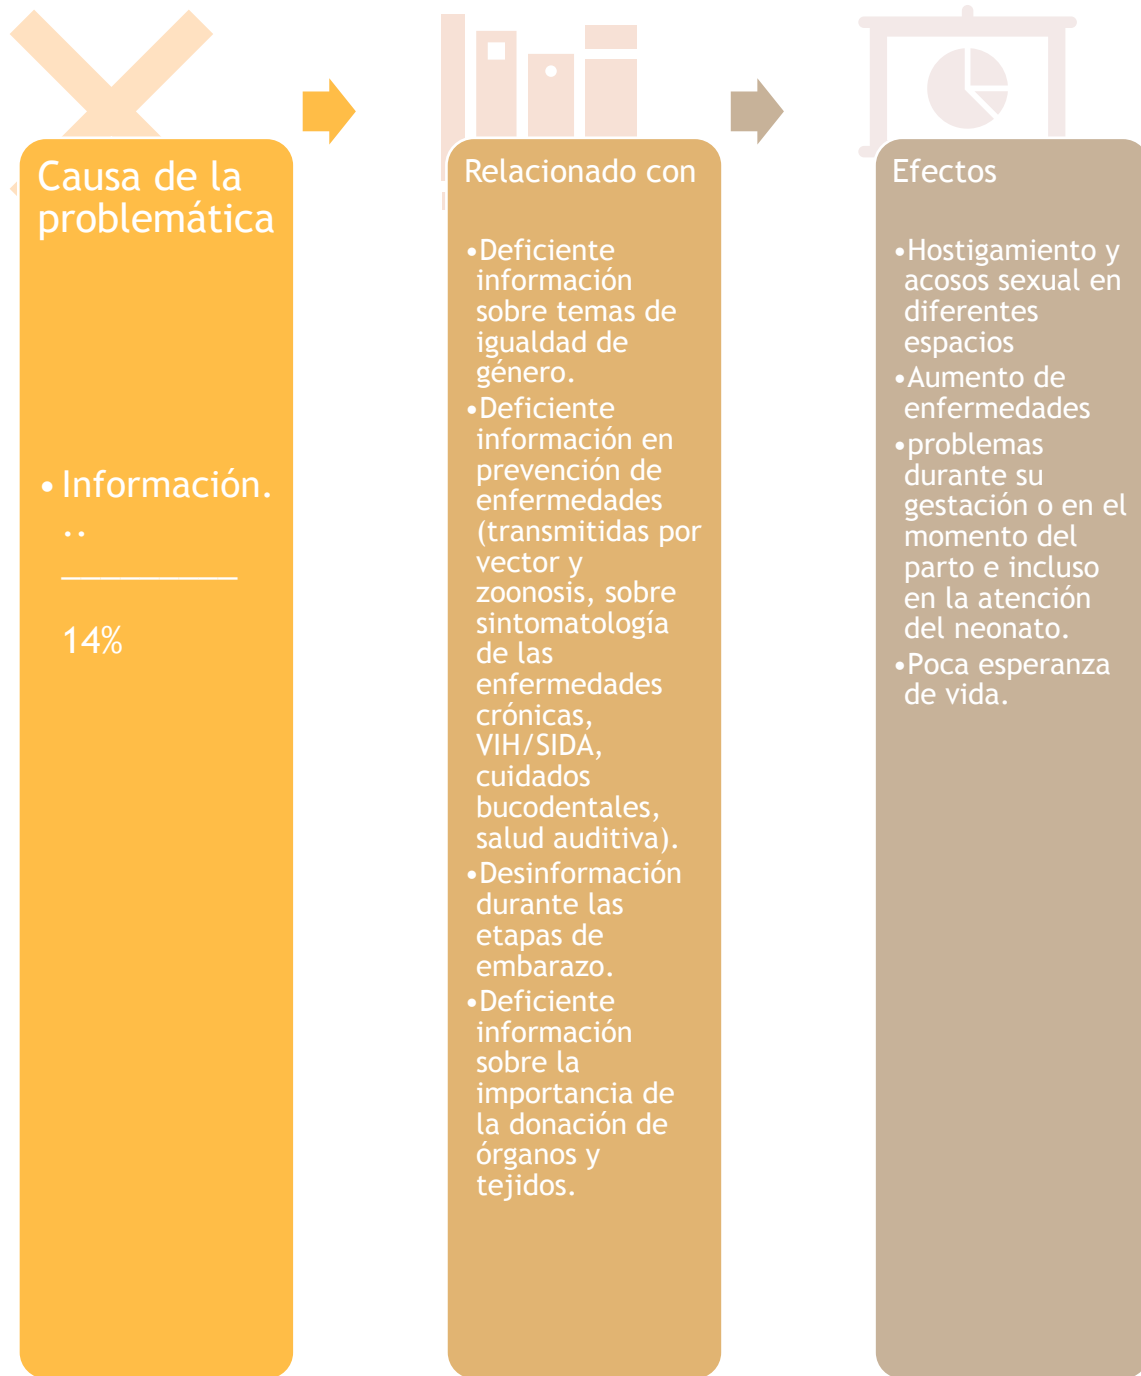 Causa de la
problemática
• Información.
..
_________
14%
Relacionado con
•Deficiente
información
sobre temas de
igualdad de
género.
•Deficiente
información en
prevención de
enfermedades
(transmitidas por
vector y
zoonosis, sobre
sintomatología
de las
enfermedades
crónicas,
VIH/SIDA,
cuidados
bucodentales,
salud auditiva).
•Desinformación
durante las
etapas de
embarazo.
•Deficiente
información
sobre la
importancia de
la donación de
órganos y
tejidos.
Efectos
•Hostigamiento y
acosos sexual en
diferentes
espacios
•Aumento de
enfermedades
•problemas
durante su
gestación o en el
momento del
parto e incluso
en la atención
del neonato.
•Poca esperanza
de vida.